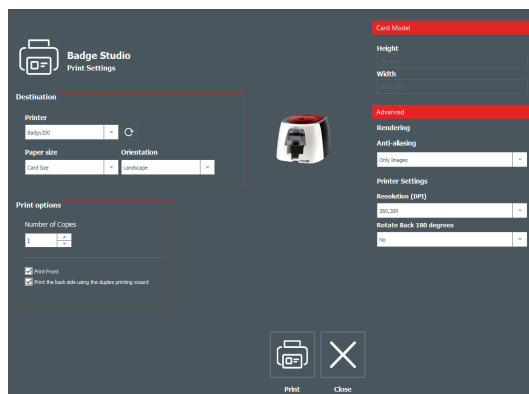 Badge Studio
Print Settings
Destination
Printer
Badgy200
Paper size
Orientation
Card Size
Landscape
Print options
Number of Copies
1
Print Front
Print the back side using the duplex printing wizard
Print
Close
Card Model
Height
Width
Advanced
Rendering
Anti-aliasing
Only Images
Printer Settings
Resolution (DPI)
260,300
Rotate Back 180 degrees
No